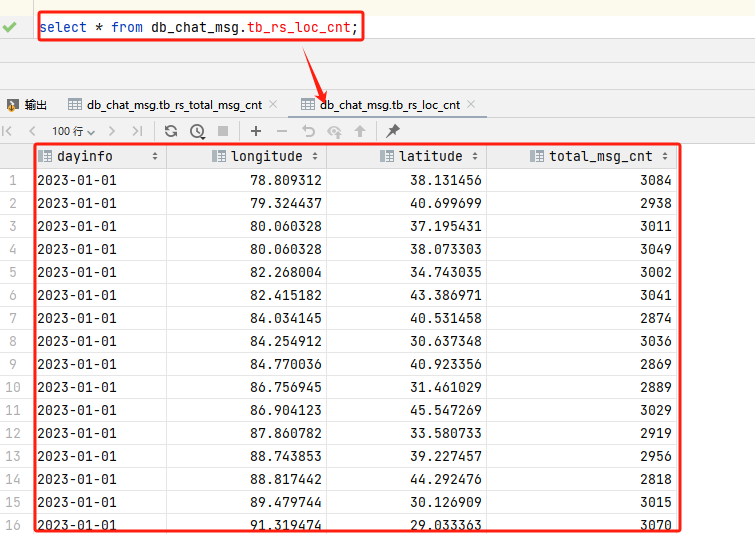 select * from db_chat_msg.tb_rs_loc_cnt;
输出 db_chat_msg.tb_rs_total_msg_cnt db_chat_msg.tb_rs_loc_cnt
100 行
dayinfo longitude latitude total_msg_cnt
1 2023-01-01 78.809312 38.131456 3084
2 2023-01-01 79.324437 40.699699 2938
3 2023-01-01 80.060328 37.195431 3011
4 2023-01-01 80.060328 38.073303 3049
5 2023-01-01 82.268004 34.743035 3002
6 2023-01-01 82.415182 43.386971 3041
7 2023-01-01 84.034145 40.531458 2874
8 2023-01-01 84.254912 30.637348 3036
9 2023-01-01 84.770036 40.923356 2869
10 2023-01-01 86.756945 31.461029 2889
11 2023-01-01 86.904123 45.547269 3029
12 2023-01-01 87.860782 33.580733 2919
13 2023-01-01 88.743853 39.227457 2956
14 2023-01-01 88.817442 44.292476 2818
15 2023-01-01 89.479744 30.126909 3015
16 2023-01-01 91.319474 29.033363 3070